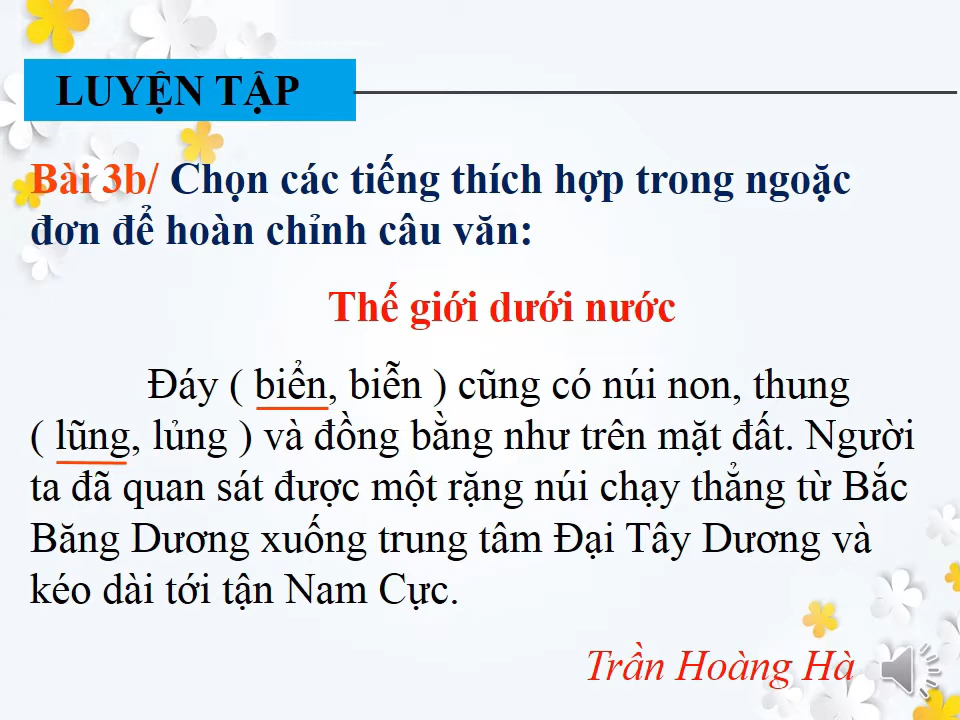 LUYỆN TẬP
Bài 3b/ Chọn các tiếng thích hợp trong ngoặc
đơn để hoàn chỉnh câu văn:
Thế giới dưới nước
Đáy ( biển, biễn ) cũng có núi non, thung
( lũng, lủng ) và đồng bằng như trên mặt đất. Người
ta đã quan sát được một rặng núi chạy thẳng từ Bắc
Băng Dương xuống trung tâm Đại Tây Dương và
kéo dài tới tận Nam Cực.
Trần Hoàng Hà